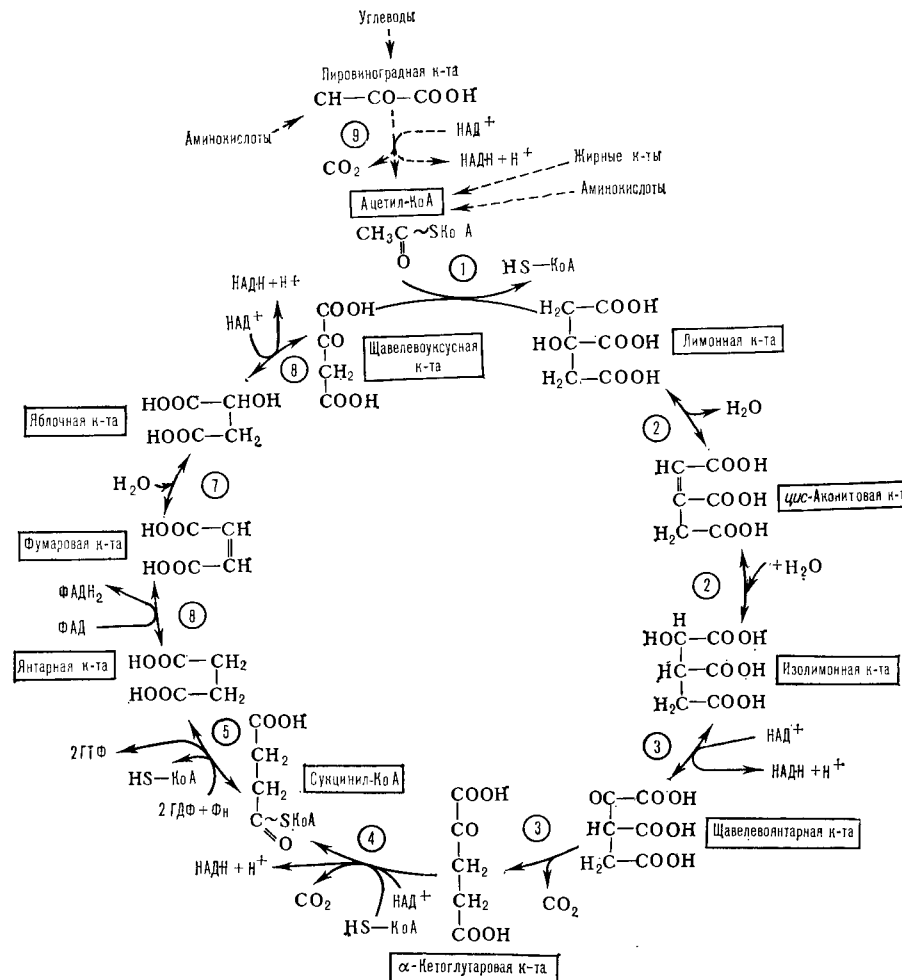 Углеводы
Пировиноградная к-та
CH—CO—COOH
Аминокислоты
9
НАД+
CO2
НАДН + Н+
Жирные к-ты
Аминокислоты
Ацетил-КоА
CH3C~SКоА
O
1
HS—КоА
НАДН + Н+
НАД+
8
COOH
CO
CH2
COOH
Щавелевоуксусная
к-та
H2C—COOH
HOC—COOH
H2C—COOH
Лимонная к-та
2
H2O
Яблочная к-та
HOOC—CHOH
HOOC—CH2
HC—COOH
C—COOH
H2C—COOH
цис-Аконитовая к-т
H2O
7
Фумаровая к-та
HOOC—CH
HOOC—CH
2
+H2O
ФАДН2
ФАД
8
H
HOC—COOH
HC—COOH
H2C—COOH
Изолимонная к-та
Янтарная к-та
HOOC—CH2
HOOC—CH2
3
НАД+
НАДН + Н+
2ГТФ
5
HS—КоА
2 ГДФ + Фн
COOH
CH2
CH2
C~SКоА
O
Сукцинил-КоА
OC—COOH
HC—COOH
H2C—COOH
Щавелевоянтарная к-та
3
CO2
4
НАДН + Н+
CO2
НАД+
HS—КоА
COOH
CO
CH2
CH2
COOH
α-Кетоглутаровая к-та